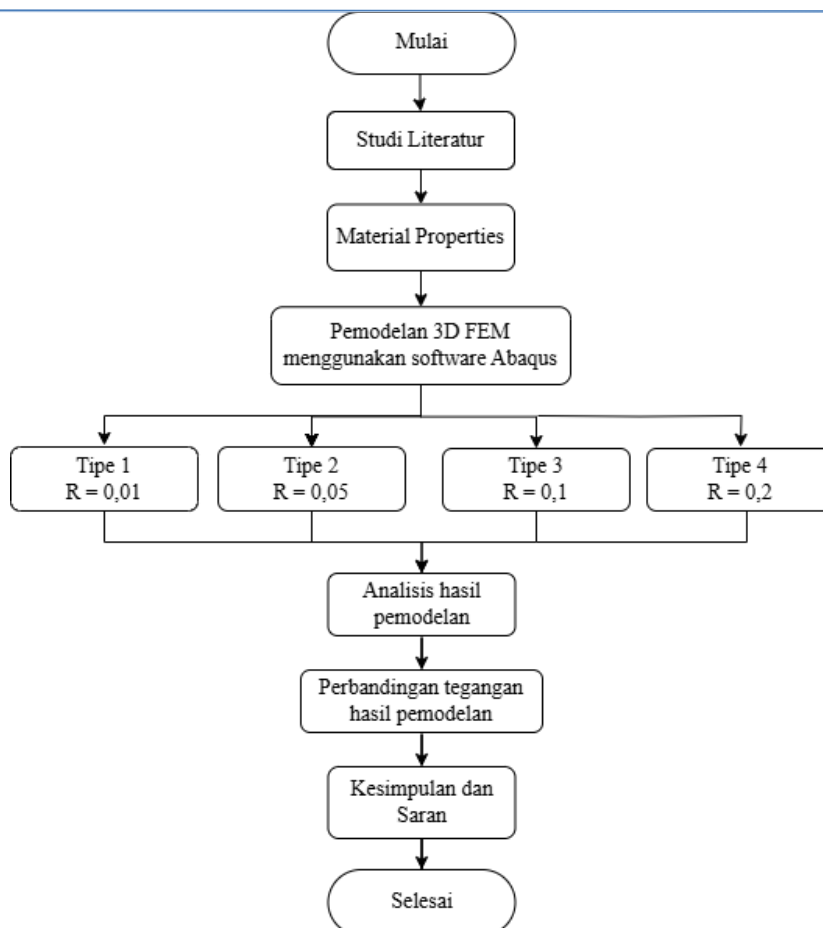 Mulai
Studi Literatur
Material Properties
Pemodelan 3D FEM
menggunakan software Abaqus
Tipe 1
R = 0,01
Tipe 2
R = 0,05
Tipe 3
R = 0,1
Tipe 4
R = 0,2
Analisis hasil
pemodelan
Perbandingan tegangan
hasil pemodelan
Kesimpulan dan
Saran
Selesai